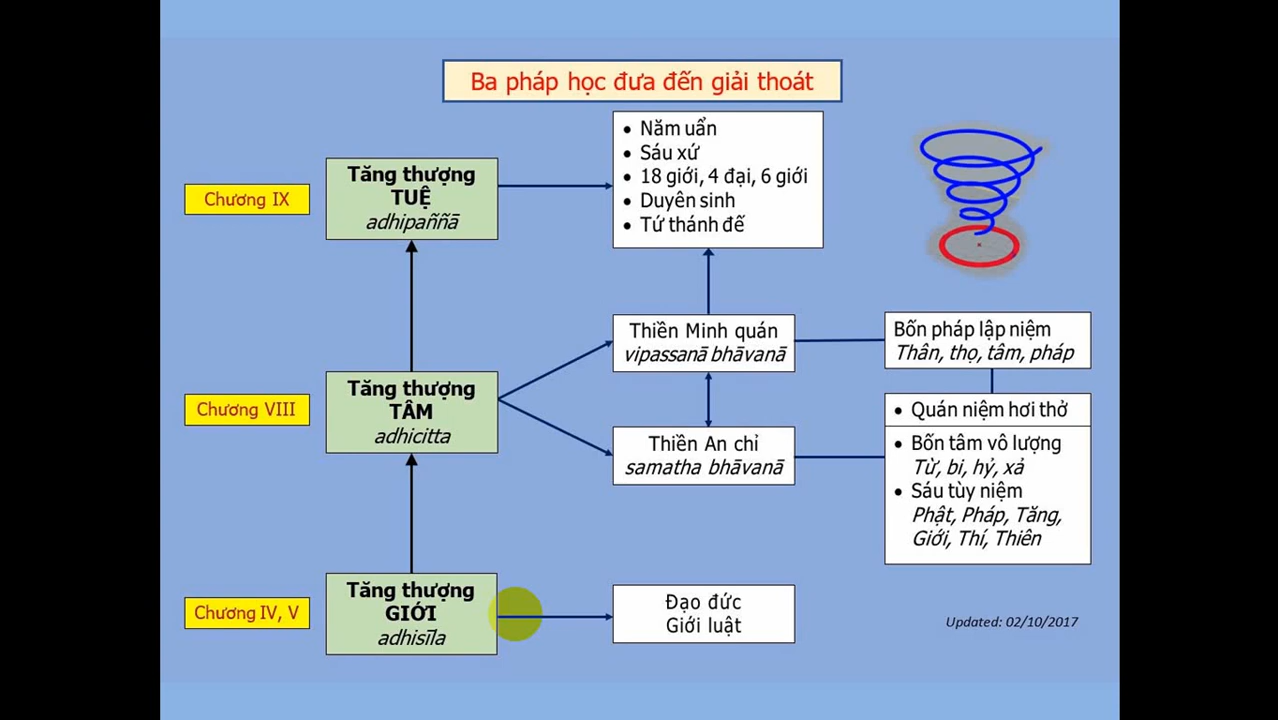 Ba pháp học đưa đến giải thoát
Chương IX
Tăng thượng
TUỆ
adhipaññā
• Năm uẩn
• Sáu xứ
• 18 giới, 4 đại, 6 giới
• Duyên sinh
• Tứ thánh đế
Chương VIII
Tăng thượng
TÂM
adhicitta
Thiền Minh quán
vipassanā bhāvanā
Bốn pháp lập niệm
Thân, thọ, tâm, pháp
Thiền An chỉ
samatha bhāvanā
• Quán niệm hơi thở
• Bốn tâm vô lượng
Từ, bi, hỷ, xả
• Sáu tùy niệm
Phật, Pháp, Tăng,
Giới, Thí, Thiên
Chương IV, V
Tăng thượng
GIỚI
adhisīla
Đạo đức
Giới luật
Updated: 02/10/2017